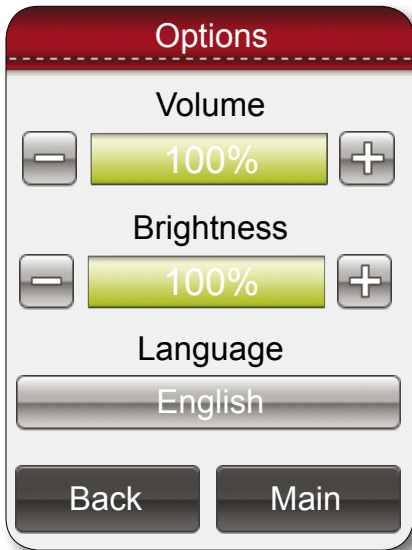 Options
Volume
100%
Brightness
100%
Language
English
Back Main